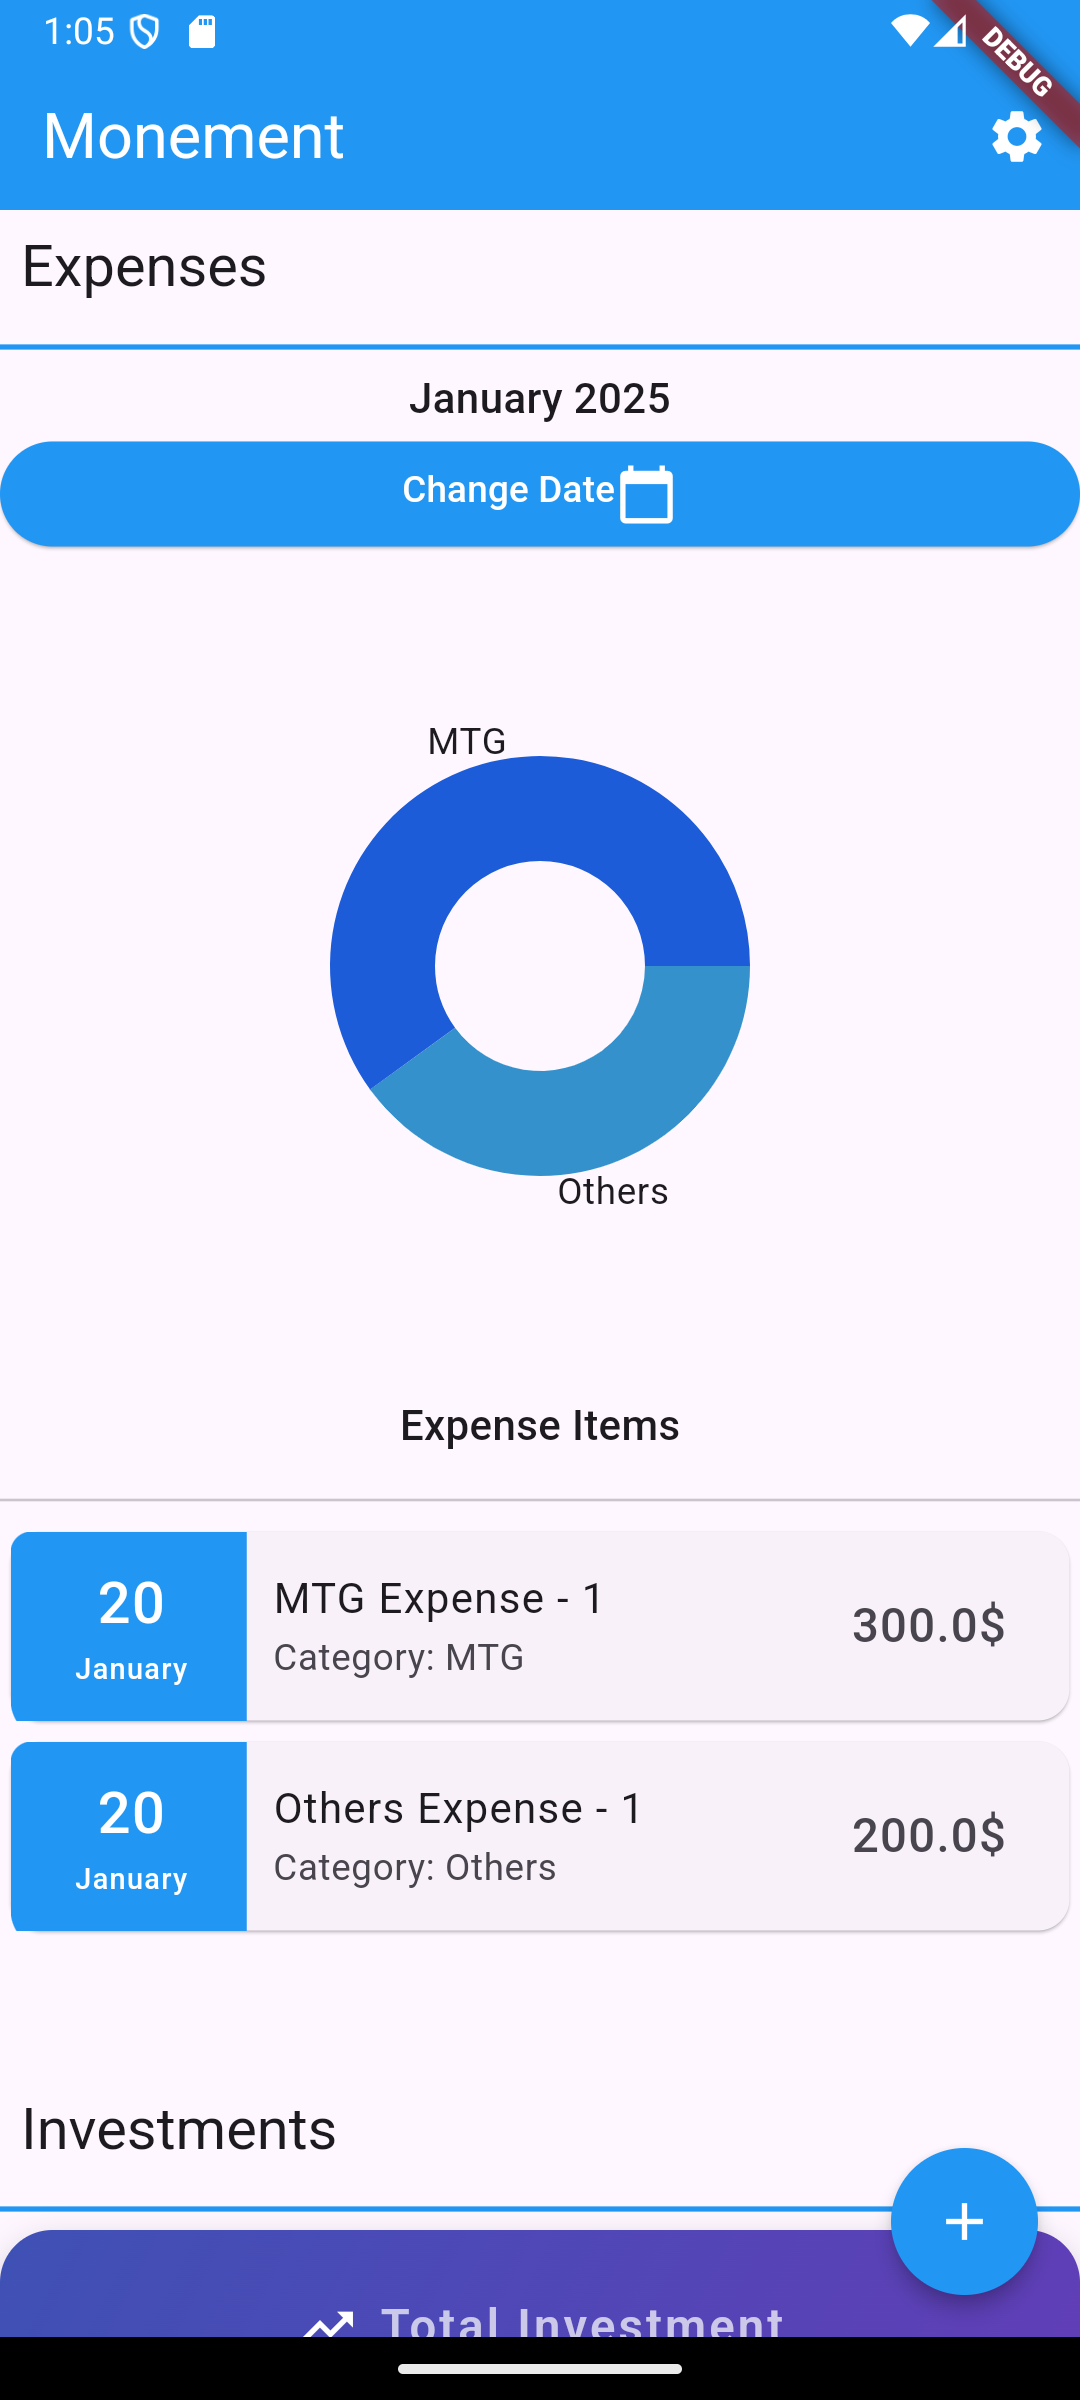 1:05
DEBUG
Monement
Expenses
January 2025
Change Date
MTG
Others
Expense Items
20
January
MTG Expense - 1
Category: MTG
300.0$
20
January
Others Expense - 1
Category: Others
200.0$
Investments
+
Total Investment